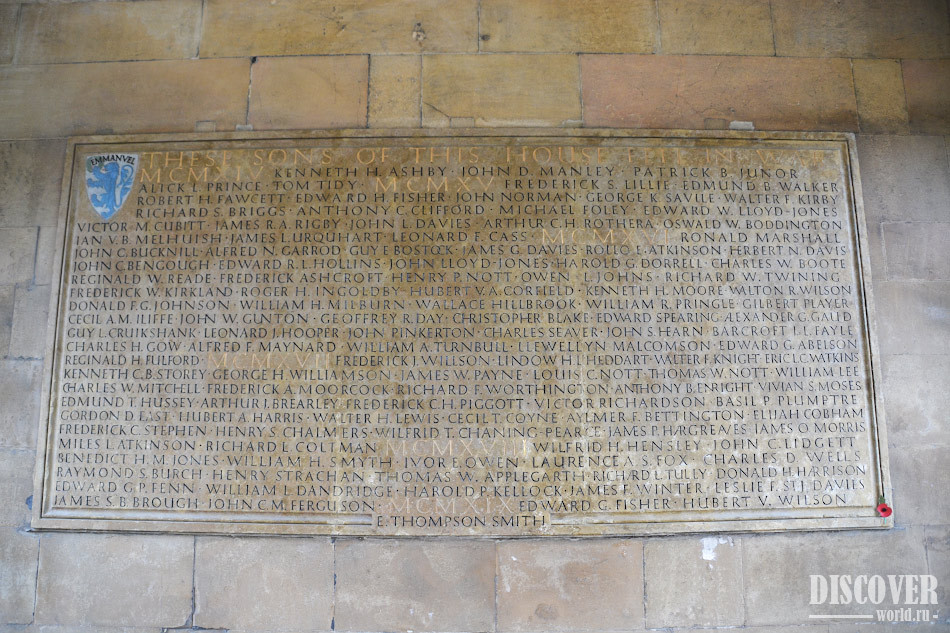 EMMANVEL
THESE SONS OF THIS HOUSE FELL IN WAR
MCMXIV KENNETH H. ASHBY · JOHN D. MANLEY · PATRICK B. JUNOR
ALICK L. PRINCE · TOM TIDY · MCMXV FREDERICK S. LILLIE · EDMUND B. WALKER
ROBERT H. FAWCETT · EDWARD H. FISHER · JOHN NORMAN · GEORGE K. SAVILE · WALTER F. KIRBY
RICHARD S. BRIGGS · ANTHONY C. CLIFFORD · MICHAEL FOLEY · EDWARD W. LLOYD-JONES
VICTOR M. CUBITT · JAMES R.A. RIGBY · JOHN L. DAVIES · ARTHUR C.H. ROTHERA · OSWALD W. BODDINGTON
IAN V.B. MELHUISH · JAMES L. URQUHART · LEONARD F. CASS · MCMXVI RONALD MARSHALL
JOHN C. BUCKNILL · ALFRED N. GARROD · GUY E. BOSTOCK · JAMES G. DAVIES · ROLLO E. ATKINSON · HERBERT N. DAVIS
JOHN C. BENGOUGH · EDWARD R.L. HOLLINS · JOHN LLOYD-JONES · HAROLD G. DORRELL · CHARLES W. BOOT
REGINALD W. READE · FREDERICK ASHCROFT · HENRY P. NOTT · OWEN L. JOHNS · RICHARD W. TWINING
FREDERICK W. KIRKLAND · ROGER H. INGOLDBY · HUBERT V.A. CORFIELD · KENNETH H. MOORE · WALTON R. WILSON
DONALD F.G. JOHNSON · WILLIAM H. MILBURN · WALLACE HILLBROOK · WILLIAM R. PRINGLE · GILBERT PLAYER
CECIL A.M. ILIFFE · JOHN W. GUNTON · GEOFFREY R. DAY · CHRISTOPHER BLAKE · EDWARD SPEARING · ALEXANDER G. GAULD
GUY L. CRUIKSHANK · LEONARD J. HOOPER · JOHN PINKERTON · CHARLES SEAVER · JOHN S. HEARN · BARCROFT J.L. FAYLE
CHARLES H. GOW · ALFRED F. MAYNARD · WILLIAM A. TURNBULL · LLEWELLYN MALCOMSON · EDWARD G. ABELSON
REGINALD H. FULFORD · MCMXVII FREDERICK J. WILLSON · LINDOW H.L. HEDDART · WALTER F. KNIGHT · ERIC L.C. WATKINS
KENNETH C.B. STOREY · GEORGE H. WILLIAMSON · JAMES W. PAYNE · LOUIS C. NOTT · THOMAS W. NOTT · WILLIAM LEE
CHARLES W. MITCHELL · FREDERICK A. MOORCOCK · RICHARD F. WORTHINGTON · ANTHONY B. ENRIGHT · VIVIAN S. MOSES
EDMUND T. HUSSEY · ARTHUR J. BREARLEY · FREDERICK C.H. PIGGOTT · VICTOR RICHARDSON · BASIL P. PLUMPTRE
GORDON D. EAST · HUBERT A. HARRIS · WALTER H. LEWIS · CECIL T. COYNE · AYLMER F. BETTINGTON · ELIJAH COBHAM
FREDERICK C. STEPHEN · HENRY S. CHALMERS · WILFRID T. CHANING-PEARCE · JAMES P. HARGREAVES · JAMES O. MORRIS
MILES L. ATKINSON · RICHARD L. COLTMAN · MCMXVIII WILFRID H. HENSLEY · JOHN C. LIDGETT
BENEDICT H.M. JONES · WILLIAM H. SMYTH · IVOR E. OWEN · LAURENCE A.S. FOX · CHARLES D. WELLS
RAYMOND S. BURCH · HENRY STRACHAN · THOMAS W. APPLEGARTH · RICHARD L. TULLEY · DONALD H. HARRISON
EDWARD G.P. FENN · WILLIAM I. DANDRIDGE · HAROLD P. KELLOCK · JAMES F. WINTER · LESLIE F. ST.J. DAVIES
JAMES S.B. BROUGH · JOHN C.M. FERGUSON · MCMXIX EDWARD G. FISHER · HUBERT V. WILSON
E. THOMPSON SMITH
DISCOVER
world.ru